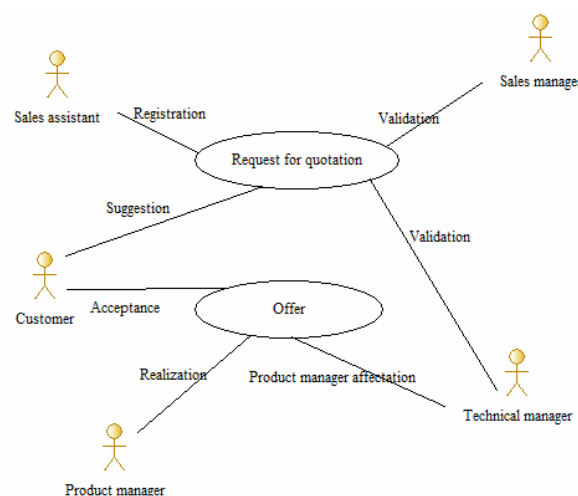 Sales manage
Sales assistant
Registration
Validation
Request for quotation
Suggestion
Validation
Customer
Acceptance
Offer
Realization
Product manager affectation
Technical manager
Product manager